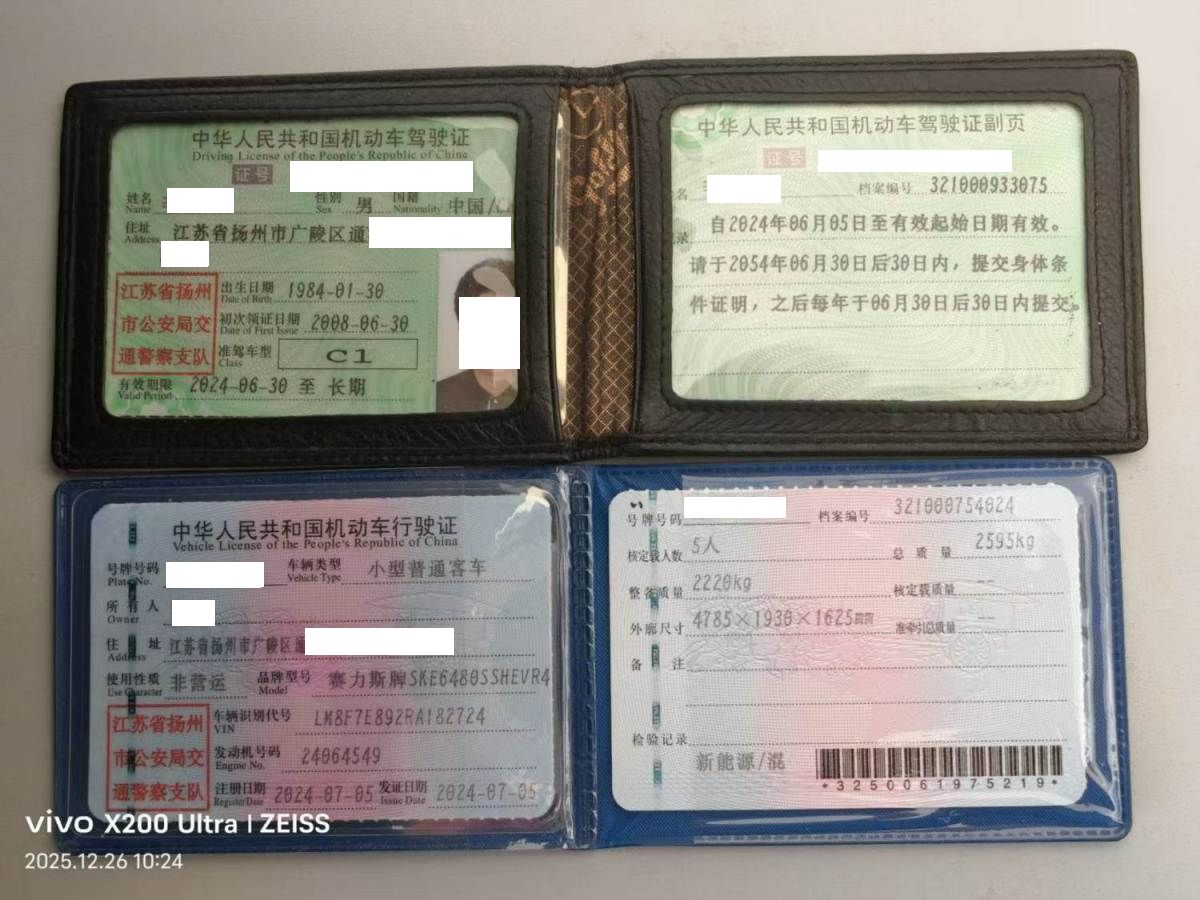 中华人民共和国机动车驾驶证
Driving License of the People's Republic of China
证号
姓名
Name
性别 男 国籍 中国
Sex Nationality
住址 江苏省扬州市广陵区通
Address
江苏省扬州
市公安局交
通警察支队
出生日期 1984-01-30
Date of Birth
初次领证日期 2008-06-30
Date of First Issue
准驾车型 C1
Class
有效期限 2024-06-30 至 长期
Valid Period
中华人民共和国机动车驾驶证副页
证号
名 档案编号 321000933075
录 自2024年06月05日至有效起始日期有效。
请于2054年06月30日后30日内，提交身体条
件证明，之后每年于06月30日后30日内提交。
中华人民共和国机动车行驶证
Vehicle License of the People's Republic of China
号牌号码 车辆类型 小型普通客车
Plate No. Vehicle Type
所有人
Owner
住址 江苏省扬州市广陵区通
Address
使用性质 非营运 品牌型号 赛力斯牌SKE6480SSHEVR4
Use Character Model
江苏省扬州
市公安局交
通警察支队
车辆识别代号 LM8F7E892RA182724
VIN
发动机号码 24064549
Engine No.
注册日期 2024-07-05 发证日期 2024-07-05
Register Date Issue Date
号牌号码 档案编号 321000754024
核定载人数 5人 总质量 2595kg
整备质量 2220kg 核定载质量 --
外廓尺寸 4785×1930×1625mm 准牵引总质量 --
备注
检验记录
新能源/混
*3250061975219*
vivo X200 Ultra | ZEISS
2025.12.26 10:24